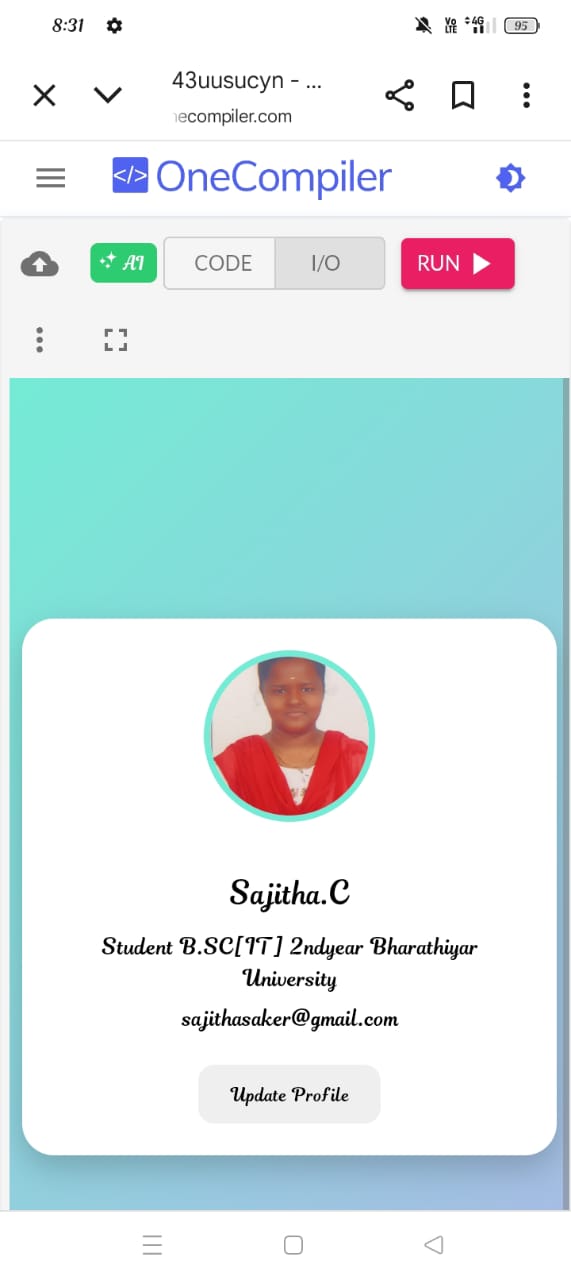 8:31
Vo LTE 4G 95
43uusucyn - ...
ecompiler.com
</> OneCompiler
AI CODE I/O RUN
Sajitha.C
Student B.SC[IT] 2ndyear Bharathiyar
University
sajithasaker@gmail.com
Update Profile